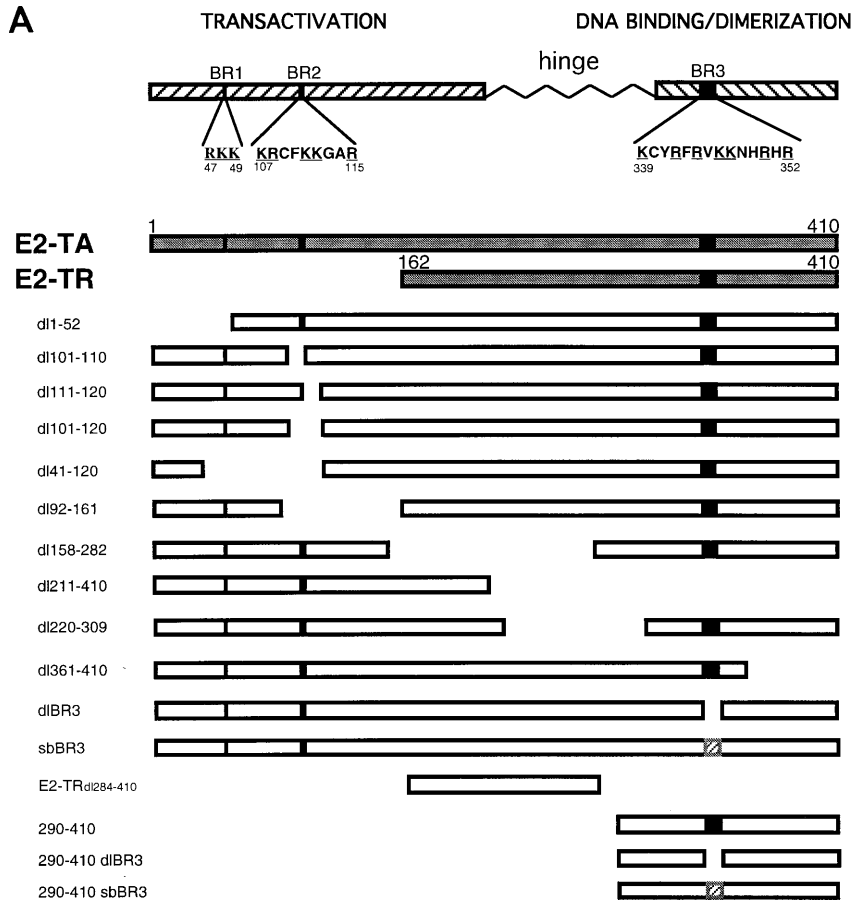 A
TRANSACTIVATION DNA BINDING/DIMERIZATION
hinge
BR1 BR2 BR3
RKK KRCFKKGAR KCYRFRVKKNHRHR
47 49 107 115 339 352
1 410
E2-TA
162 410
E2-TR
dl1-52
dl101-110
dl111-120
dl101-120
dl41-120
dl92-161
dl158-282
dl211-410
dl220-309
dl361-410
dlBR3
sbBR3
E2-TRdl284-410
290-410
290-410 dlBR3
290-410 sbBR3